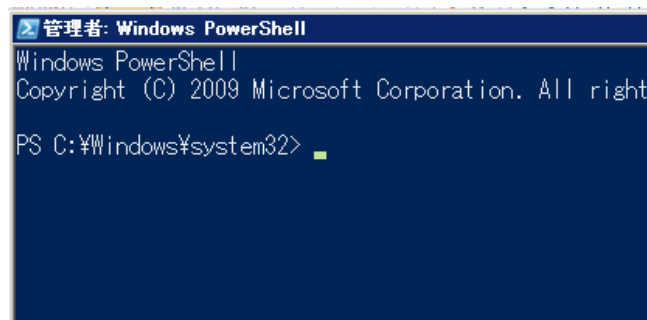 管理者: Windows PowerShell
Windows PowerShell
Copyright (C) 2009 Microsoft Corporation. All right
PS C:¥Windows¥system32>